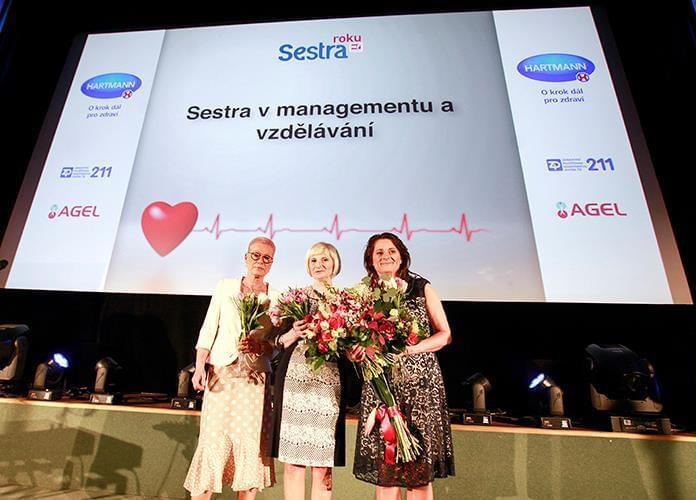 roku
Sestra
Sestra v managementu a
vzdělávání
HARTMANN
O krok dál
pro zdraví
211
AGEL
HARTMANN
O krok dál
pro zdraví
211
AGEL